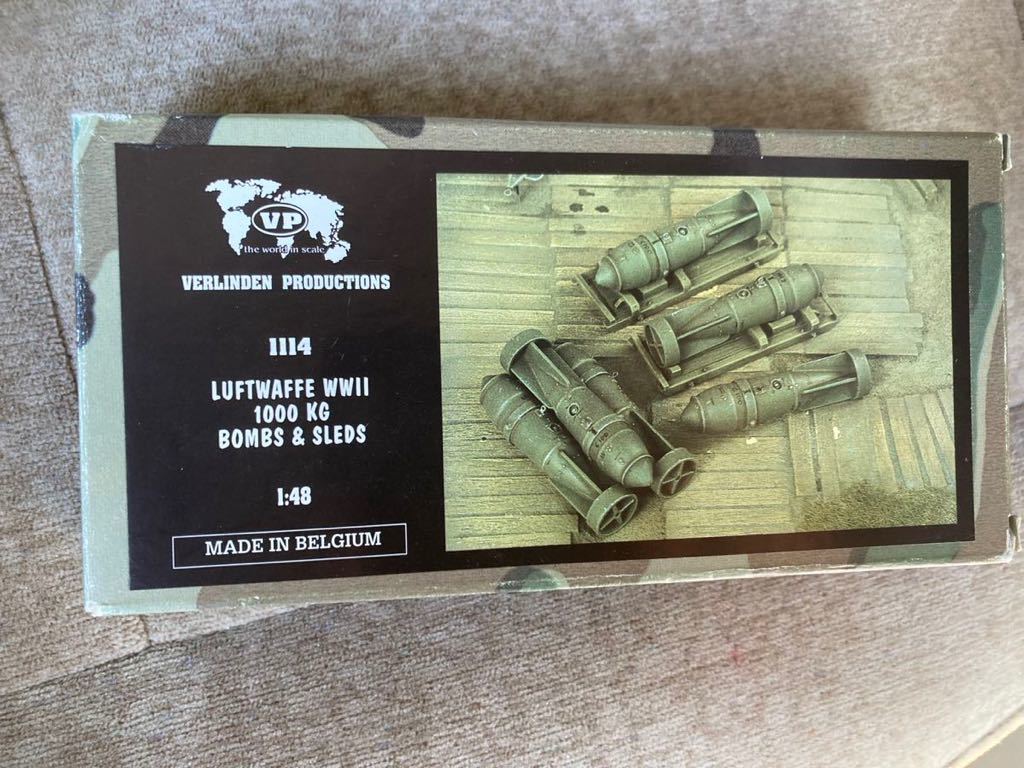 VP
the world in scale
VERLINDEN PRODUCTIONS
1114
LUFTWAFFE WWII
1000 KG
BOMBS & SLEDS
1:48
MADE IN BELGIUM